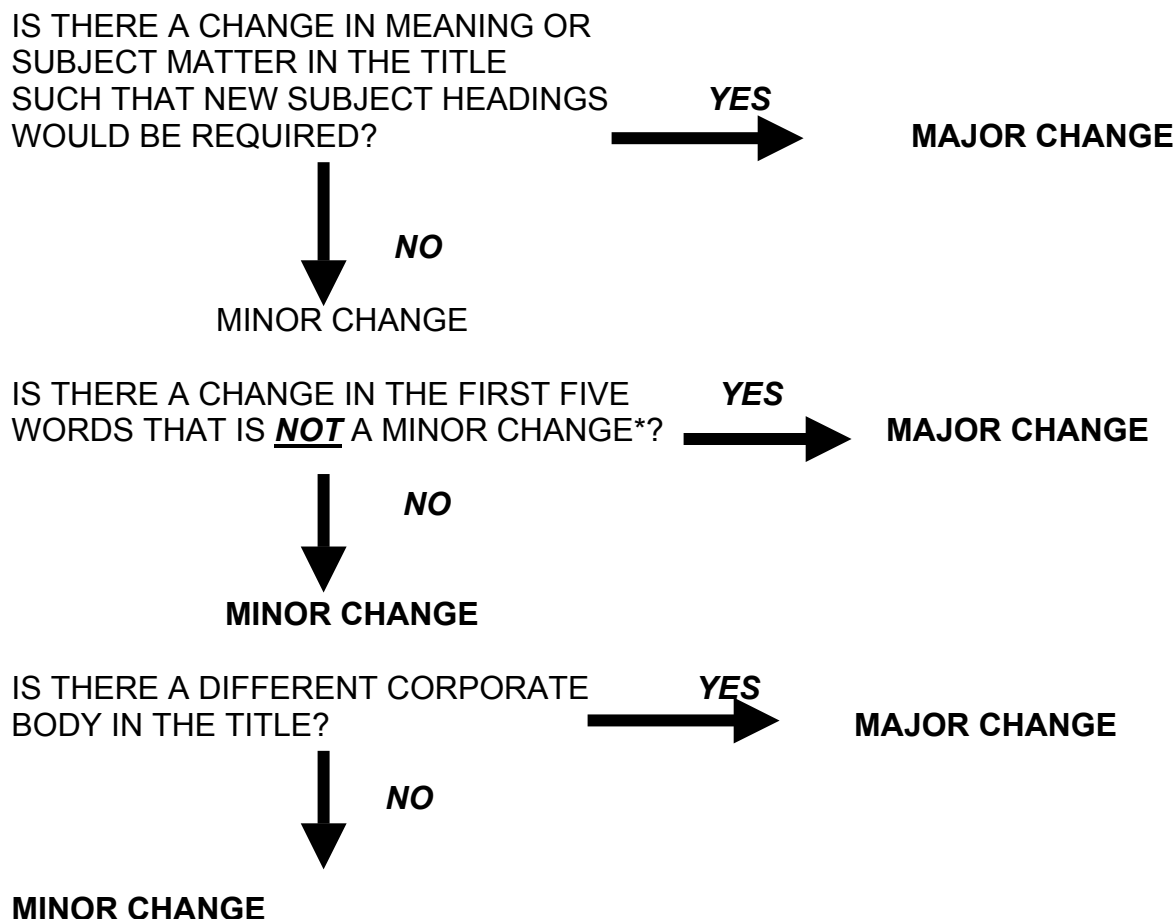 IS THERE A CHANGE IN MEANING OR
SUBJECT MATTER IN THE TITLE
SUCH THAT NEW SUBJECT HEADINGS YES
WOULD BE REQUIRED? MAJOR CHANGE
NO
MINOR CHANGE
IS THERE A CHANGE IN THE FIRST FIVE YES
WORDS THAT IS NOT A MINOR CHANGE*? MAJOR CHANGE
NO
MINOR CHANGE
IS THERE A DIFFERENT CORPORATE YES
BODY IN THE TITLE? MAJOR CHANGE
NO
MINOR CHANGE